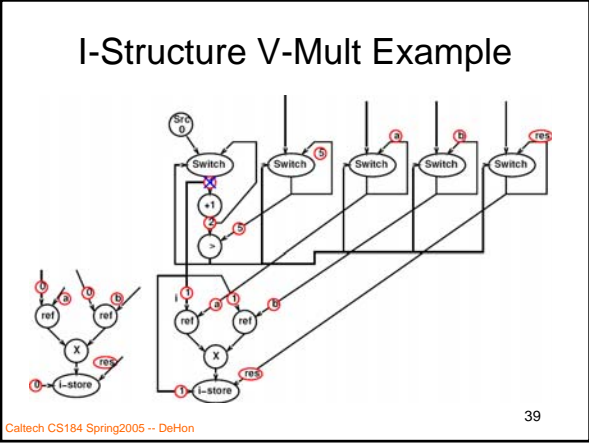 I-Structure V-Mult Example
Src 0
a
b
res
5
Switch
Switch
Switch
Switch
Switch
+1
2
5
>
0
a
0
b
i
1
a
1
b
ref
ref
ref
ref
X
X
res
res
0
i-store
1
i-store
39
Caltech CS184 Spring2005 -- DeHon